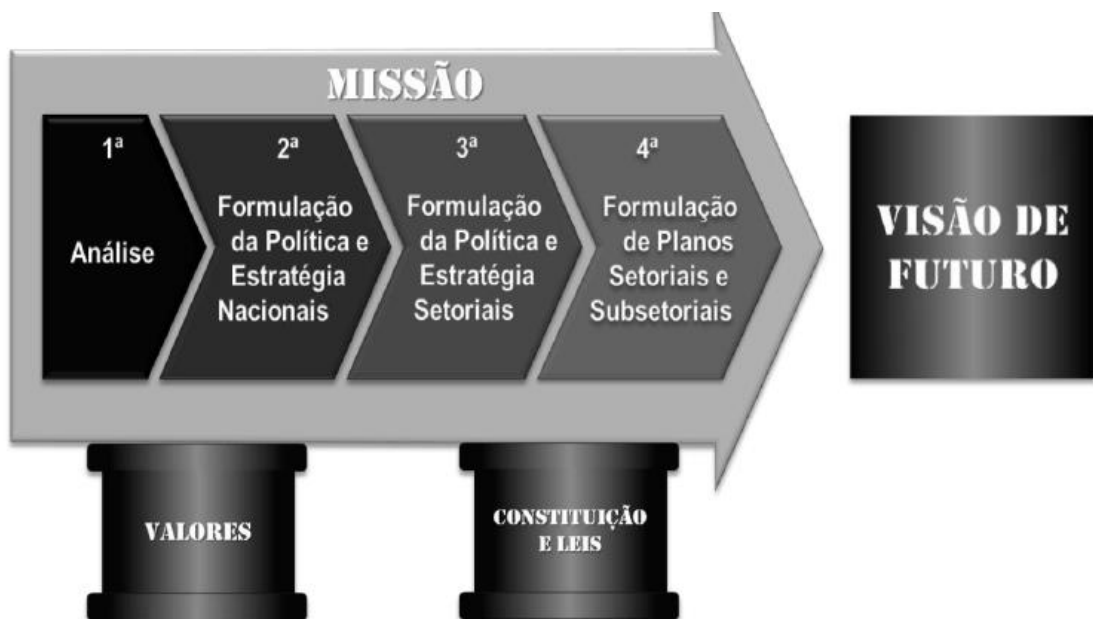 MISSÃO
1ª
Análise
2ª
Formulação
da Política e
Estratégia
Nacionais
3ª
Formulação
da Política e
Estratégia
Setoriais
4ª
Formulação
de Planos
Setoriais e
Subsetoriais
VISÃO DE
FUTURO
VALORES
CONSTITUIÇÃO
E LEIS